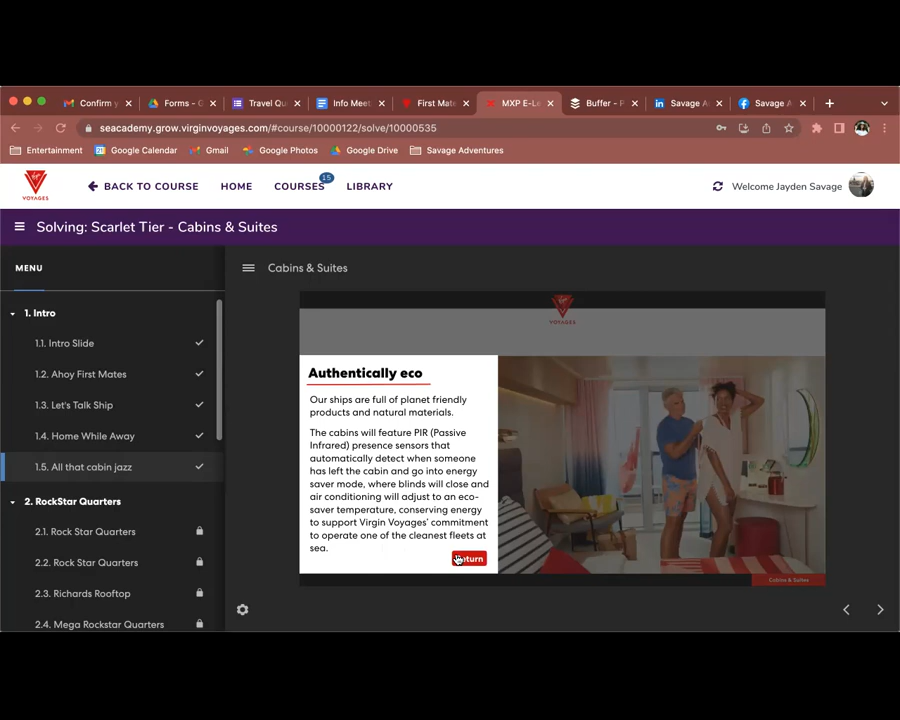 Confirm y
Forms - G
Travel Qu
Info Meet
First Mate
MXP E-Le
Buffer - P
Savage A
Savage A
seacademy.grow.virginvoyages.com/#course/10000122/solve/10000535
Entertainment
Google Calendar
Gmail
Google Photos
Google Drive
Savage Adventures
VOYAGES
BACK TO COURSE
HOME
COURSES
15
LIBRARY
Welcome Jayden Savage
Solving: Scarlet Tier - Cabins & Suites
MENU
Cabins & Suites
1. Intro
1.1. Intro Slide
1.2. Ahoy First Mates
1.3. Let's Talk Ship
1.4. Home While Away
1.5. All that cabin jazz
2. RockStar Quarters
2.1. Rock Star Quarters
2.2. Rock Star Quarters
2.3. Richards Rooftop
2.4. Mega Rockstar Quarters
VOYAGES
Authentically eco
Our ships are full of planet friendly
products and natural materials.
The cabins will feature PIR (Passive
Infrared) presence sensors that
automatically detect when someone
has left the cabin and go into energy
saver mode, where blinds will close and
air conditioning will adjust to an eco-
saver temperature, conserving energy
to support Virgin Voyages' commitment
to operate one of the cleanest fleets at
sea.
Return
Cabins & Suites